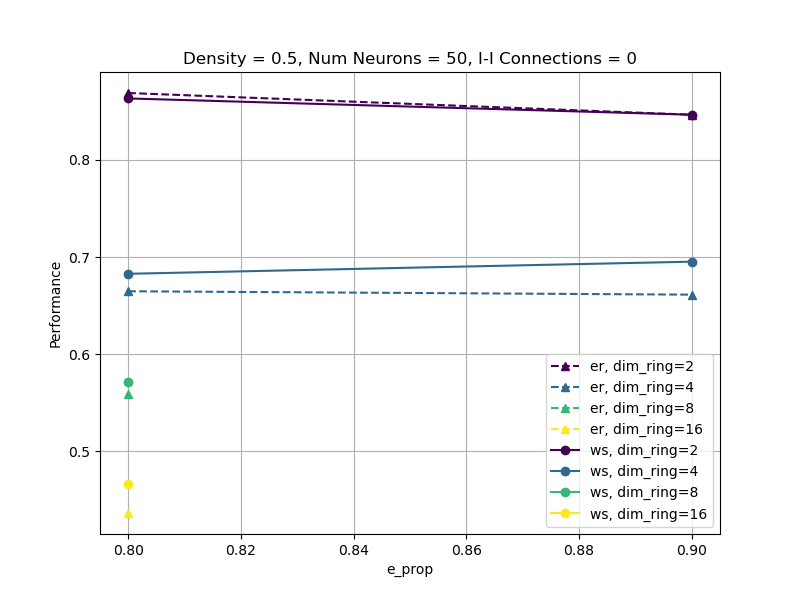 Density = 0.5, Num Neurons = 50, I-I Connections = 0
Performance
0.8
0.7
0.6
0.5
er, dim_ring=2
er, dim_ring=4
er, dim_ring=8
er, dim_ring=16
ws, dim_ring=2
ws, dim_ring=4
ws, dim_ring=8
ws, dim_ring=16
0.80 0.82 0.84 0.86 0.88 0.90
e_prop